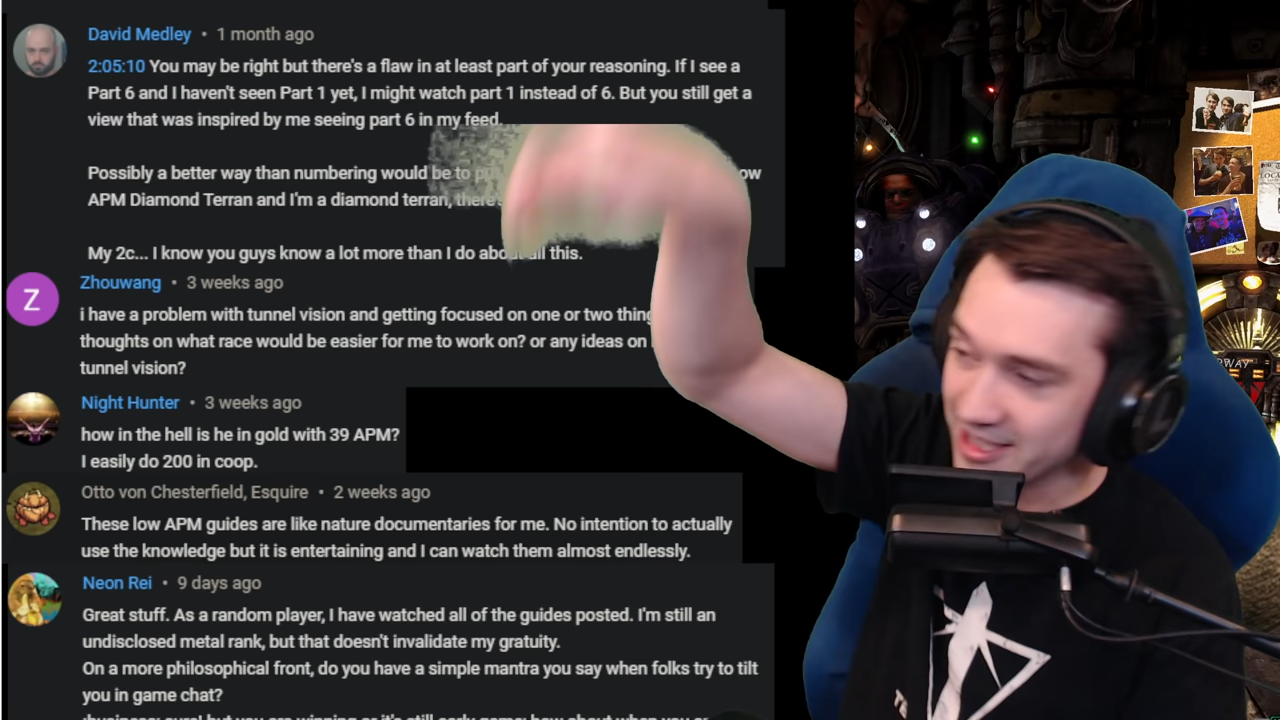 David Medley • 1 month ago
2:05:10 You may be right but there's a flaw in at least part of your reasoning. If I see a
Part 6 and I haven't seen Part 1 yet, I might watch part 1 instead of 6. But you still get a
view that was inspired by me seeing part 6 in my feed.
Possibly a better way than numbering would be to
APM Diamond Terran and I'm a diamond terran, there's
My 2c... I know you guys know a lot more than I do about all this.
Z
Zhouwang • 3 weeks ago
i have a problem with tunnel vision and getting focused on one or two
thoughts on what race would be easier for me to work on? or any ideas on
tunnel vision?
Night Hunter • 3 weeks ago
how in the hell is he in gold with 39 APM?
I easily do 200 in coop.
Otto von Chesterfield, Esquire • 2 weeks ago
These low APM guides are like nature documentaries for me. No intention to actually
use the knowledge but it is entertaining and I can watch them almost endlessly.
Neon Rei • 9 days ago
Great stuff. As a random player, I have watched all of the guides posted. I'm still an
undisclosed metal rank, but that doesn't invalidate my gratuity.
On a more philosophical front, do you have a simple mantra you say when folks try to tilt
you in game chat?